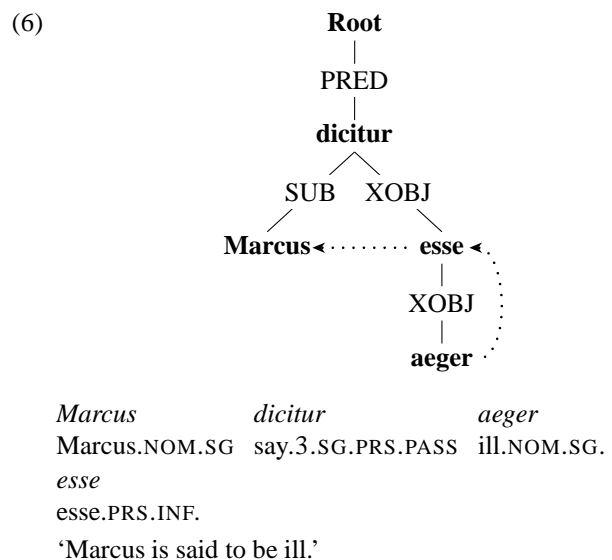 (6) Root
PRED
dicitur
SUB XOBJ
Marcus esse
XOBJ
aeger
Marcus dicitur aeger
Marcus.NOM.SG say.3.SG.PRS.PASS ill.NOM.SG.
esse
esse.PRS.INF.
‘Marcus is said to be ill.’